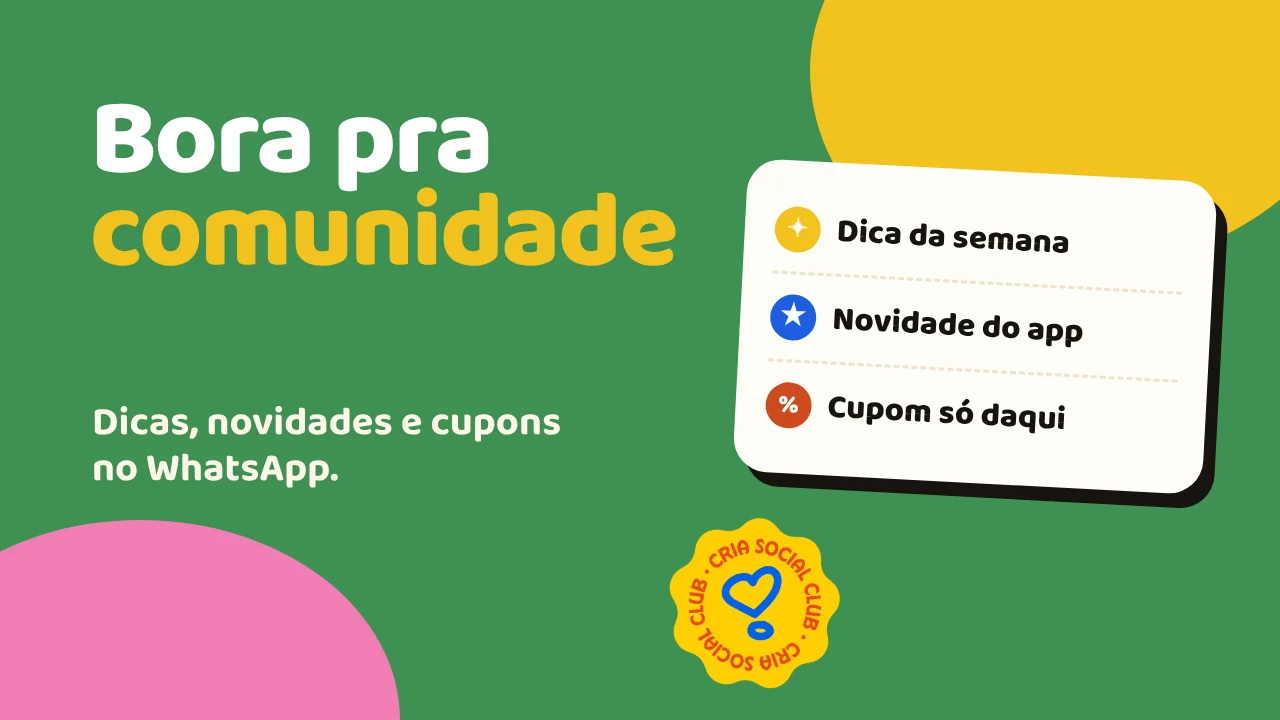 Bora pra
comunidade
Dicas, novidades e cupons
no WhatsApp.
Dica da semana
Novidade do app
%
Cupom só daqui
CRIA SOCIAL CLUB • CRIA SOCIAL CLUB •